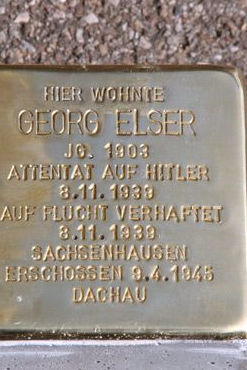 HIER WOHNTE
GEORG ELSER
JG. 1903
ATTENTAT AUF HITLER
8.11.1939
AUF FLUCHT VERHAFTET
8.11.1939
SACHSENHAUSEN
ERSCHOSSEN 9.4.1945
DACHAU